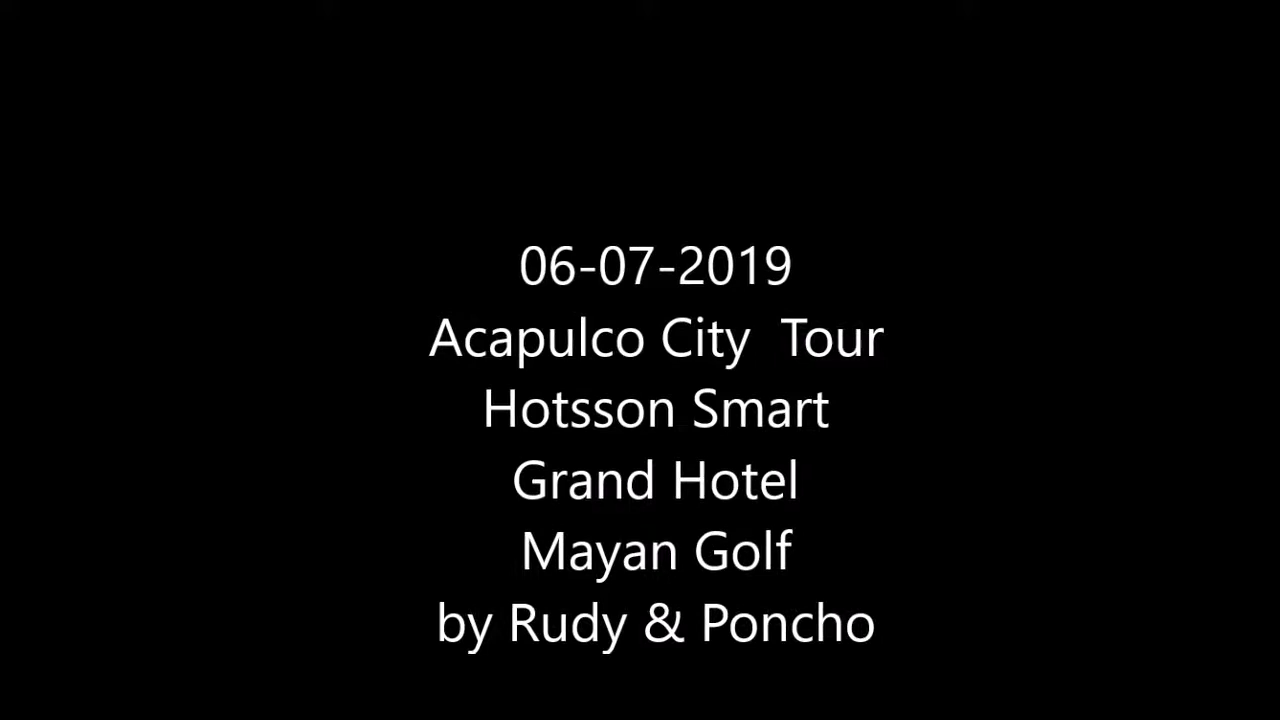 06-07-2019
Acapulco City  Tour
Hotsson Smart
Grand Hotel
Mayan Golf
by Rudy & Poncho